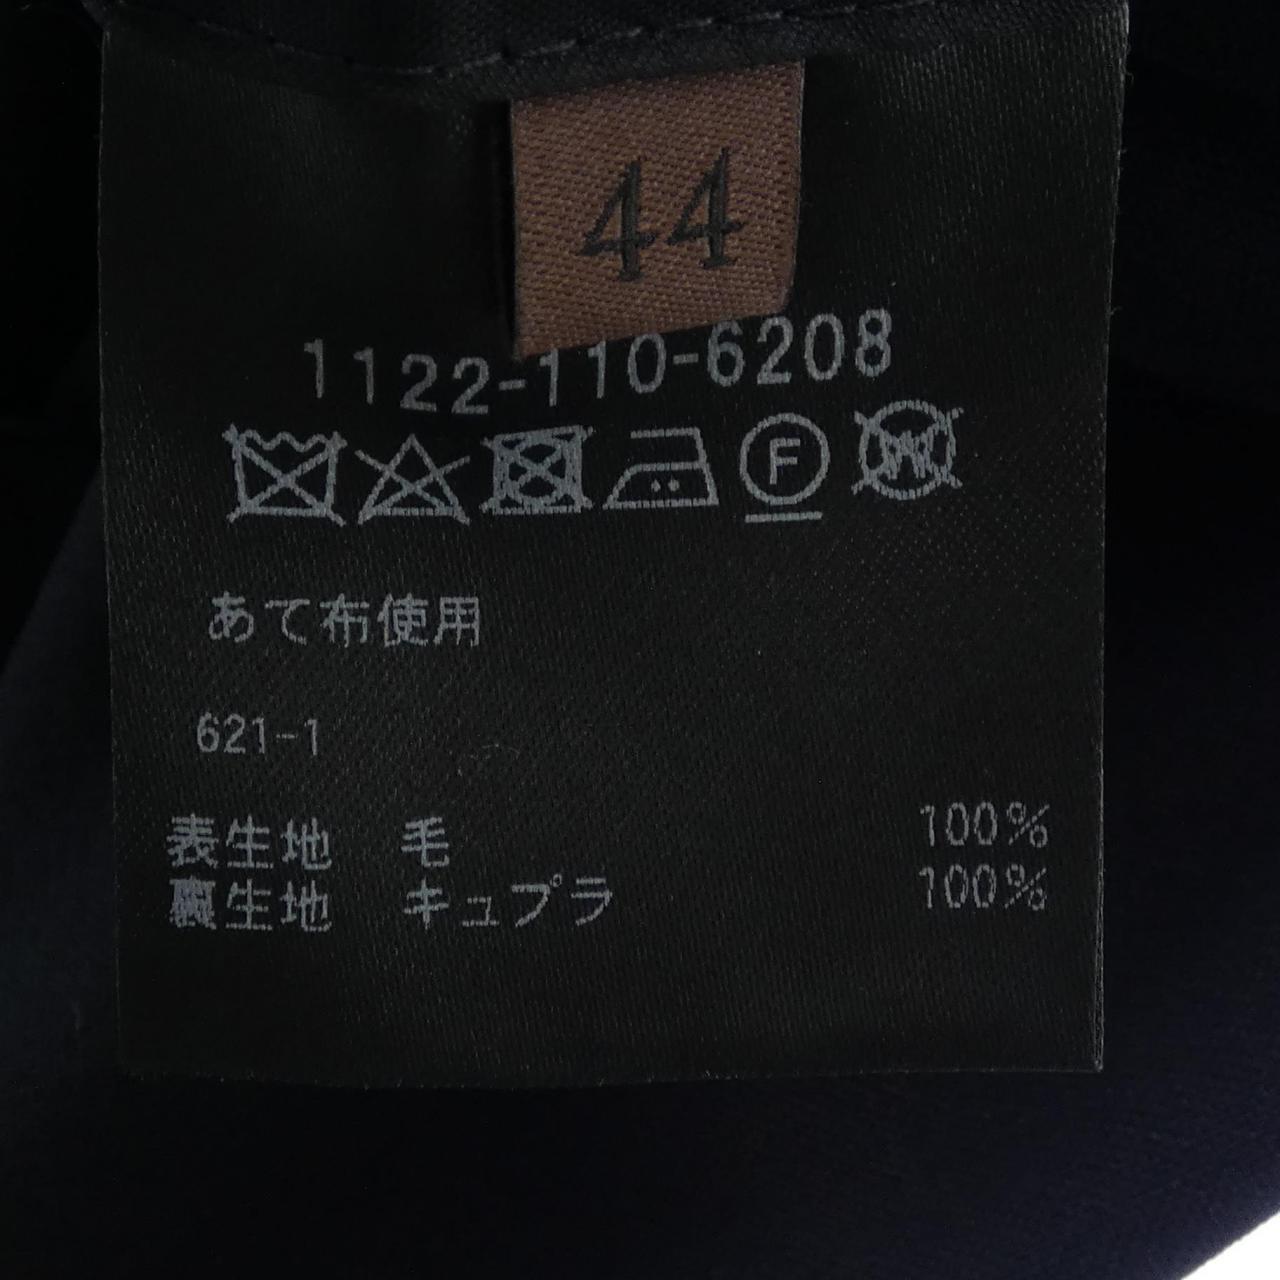 44
1122-110-6208
F W
あて布使用
621-1
表生地 毛 100%
裏生地 キュプラ 100%